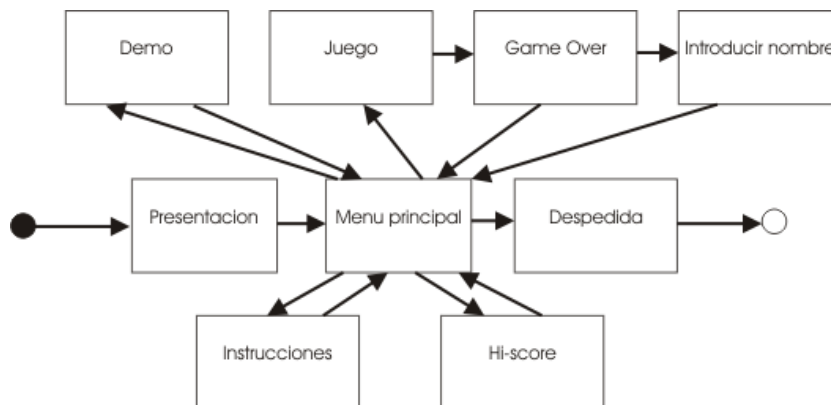 Demo
Juego
Game Over
Introducir nombre
Presentacion
Menu principal
Despedida
Instrucciones
Hi-score